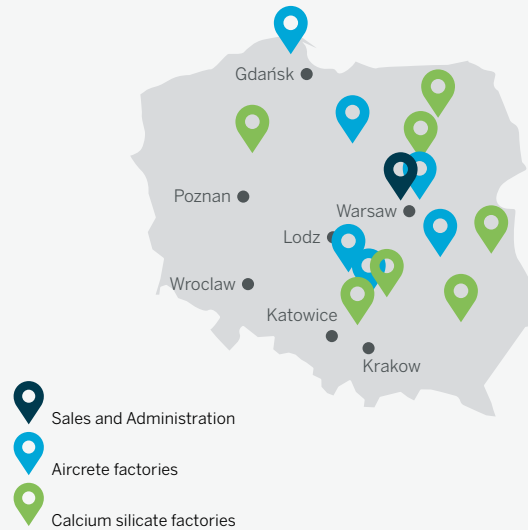 Gdańsk
Poznan
Warsaw
Lodz
Wroclaw
Katowice
Krakow
Sales and Administration
Aircrete factories
Calcium silicate factories